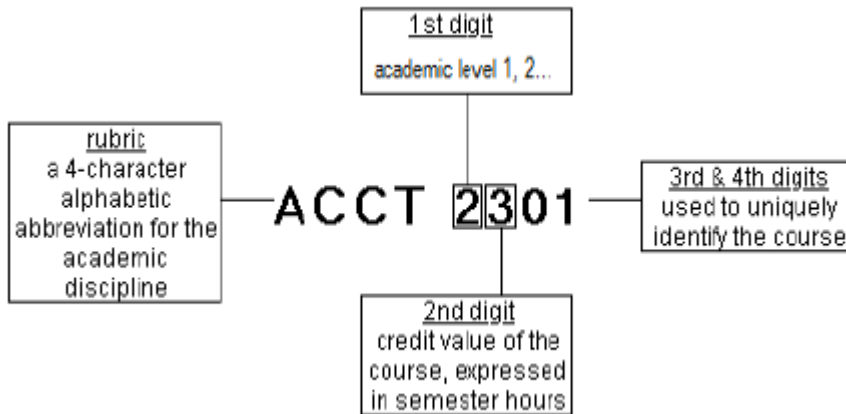 1st digit
academic level 1, 2...
rubric
a 4-character
alphabetic
abbreviation for the
academic
discipline
ACCT 2301
3rd & 4th digits
used to uniquely
identify the course
2nd digit
credit value of the
course, expressed
in semester hours